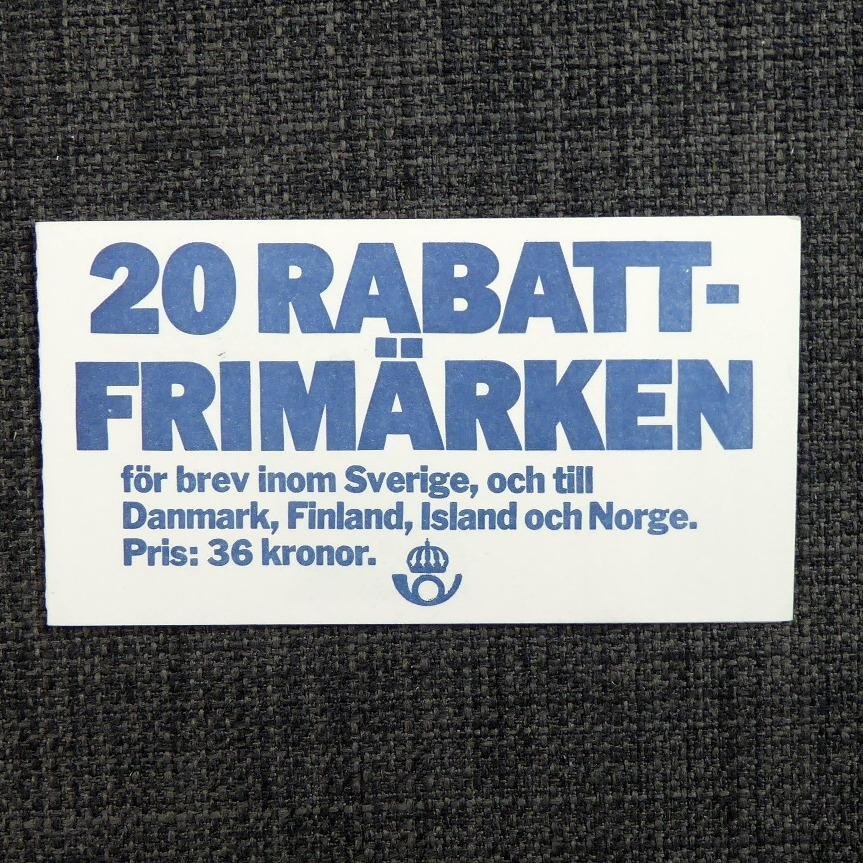 20 RABATT-
FRIMÄRKEN
för brev inom Sverige, och till
Danmark, Finland, Island och Norge.
Pris: 36 kronor.